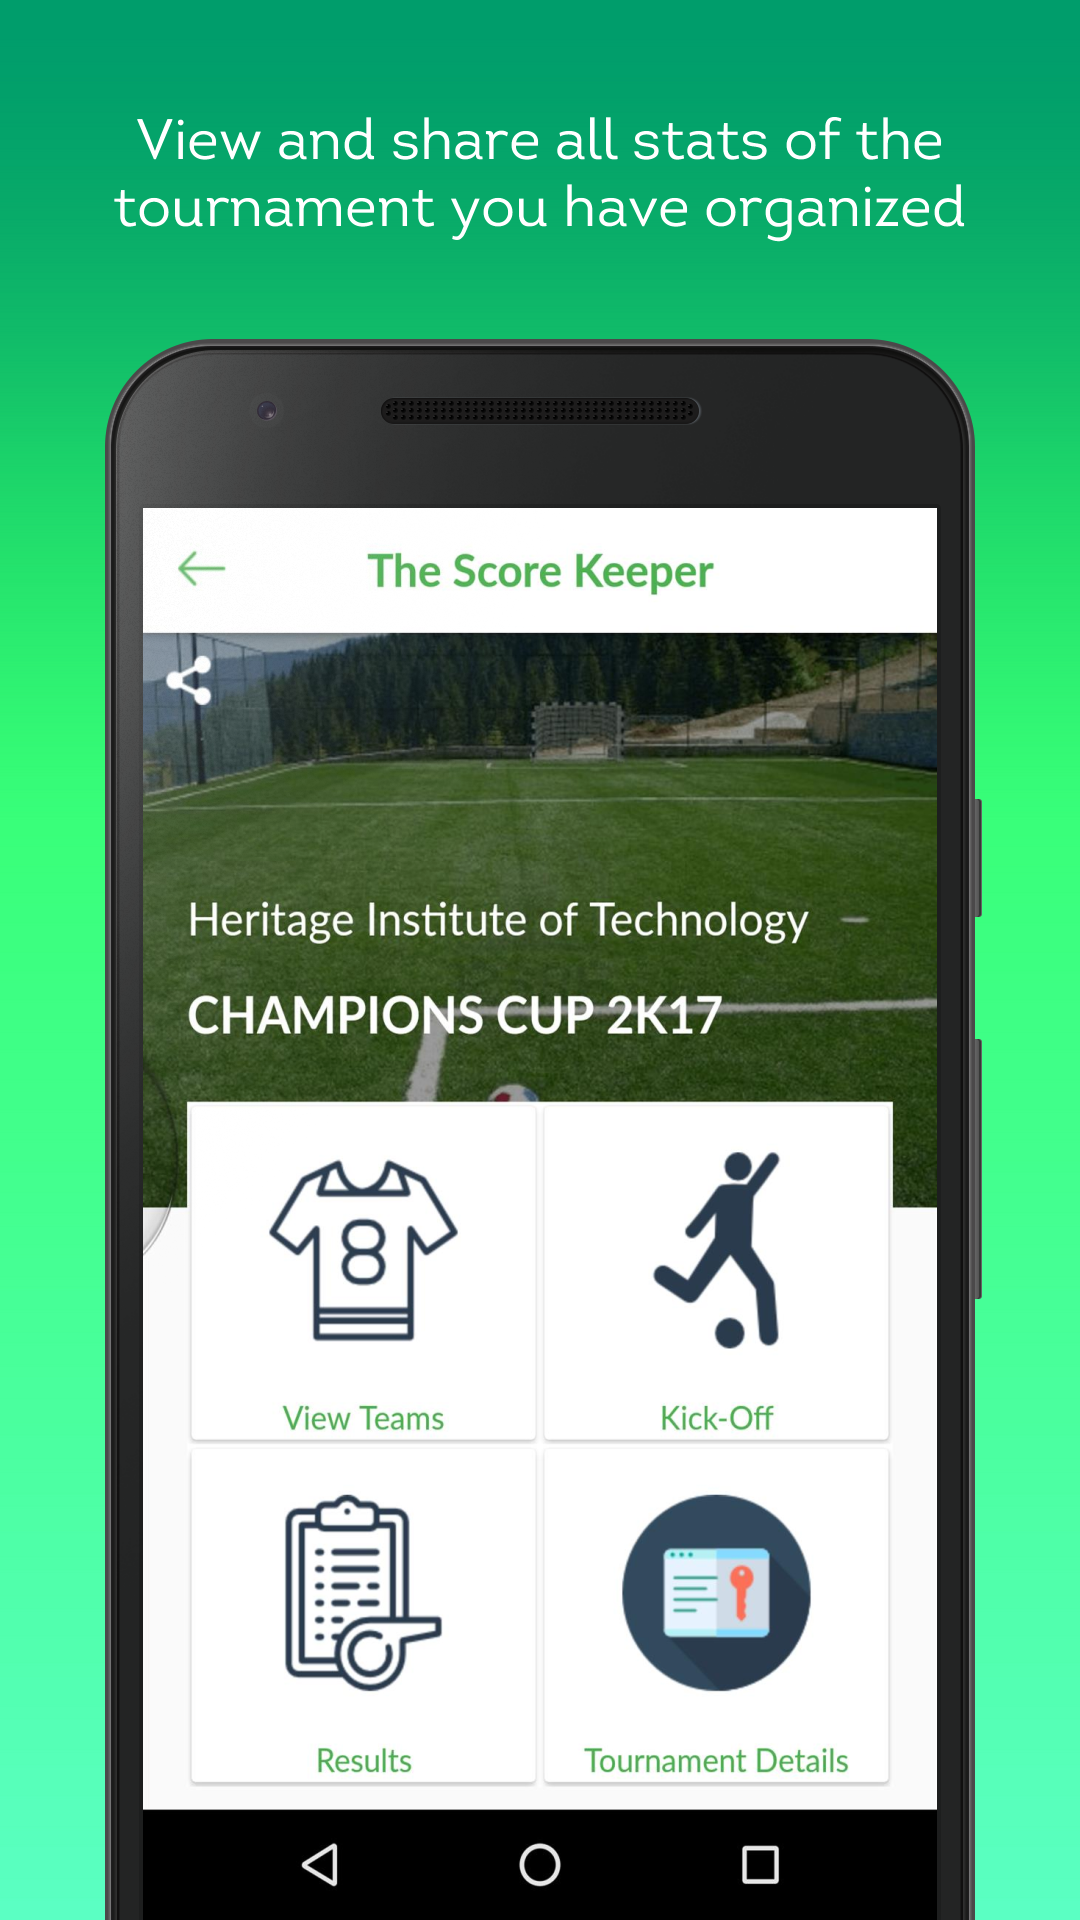 View and share all stats of the
tournament you have organized
The Score Keeper
Heritage Institute of Technology
CHAMPIONS CUP 2K17
8
View Teams
Kick-Off
Results
Tournament Details